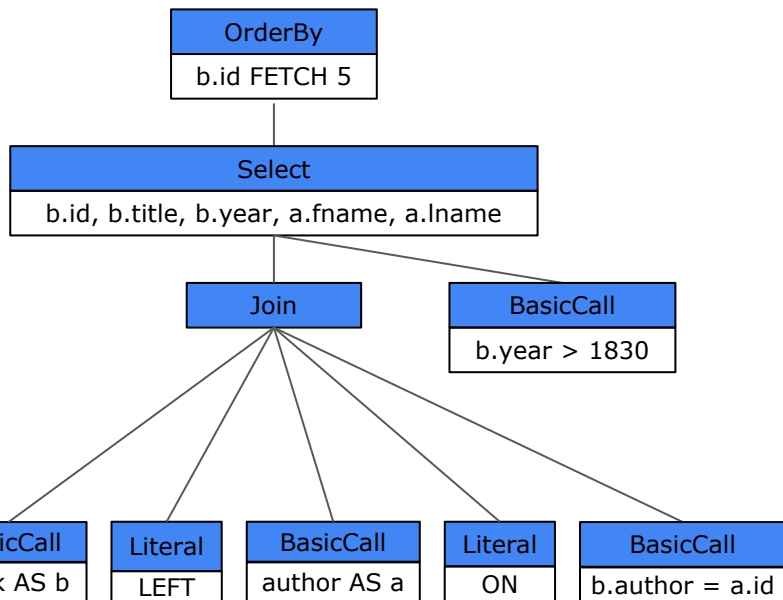 OrderBy
b.id FETCH 5
Select
b.id, b.title, b.year, a.fname, a.lname
Join
BasicCall
b.year > 1830
Literal
BasicCall
Literal
BasicCall
AS b
LEFT
author AS a
ON
b.author = a.id